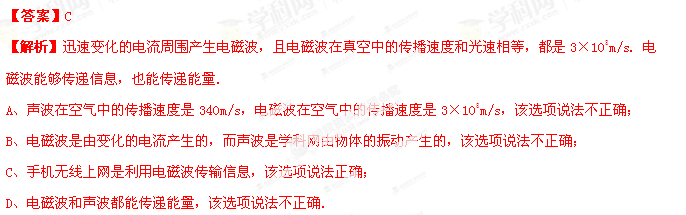 【答案】C
【解析】迅速变化的电流周围产生电磁波，且电磁波在真空中的传播速度和光速相等，都是 3×10⁸m/s. 电
磁波能够传递信息，也能传递能量.
A、声波在空气中的传播速度是 340m/s，电磁波在空气中的传播速度是 3×10⁸m/s，该选项说法不正确；
B、电磁波是由变化的电流产生的，而声波是学科网由物体的振动产生的，该选项说法不正确；
C、手机无线上网是利用电磁波传输信息，该选项说法正确；
D、电磁波和声波都能传递能量，该选项说法不正确.